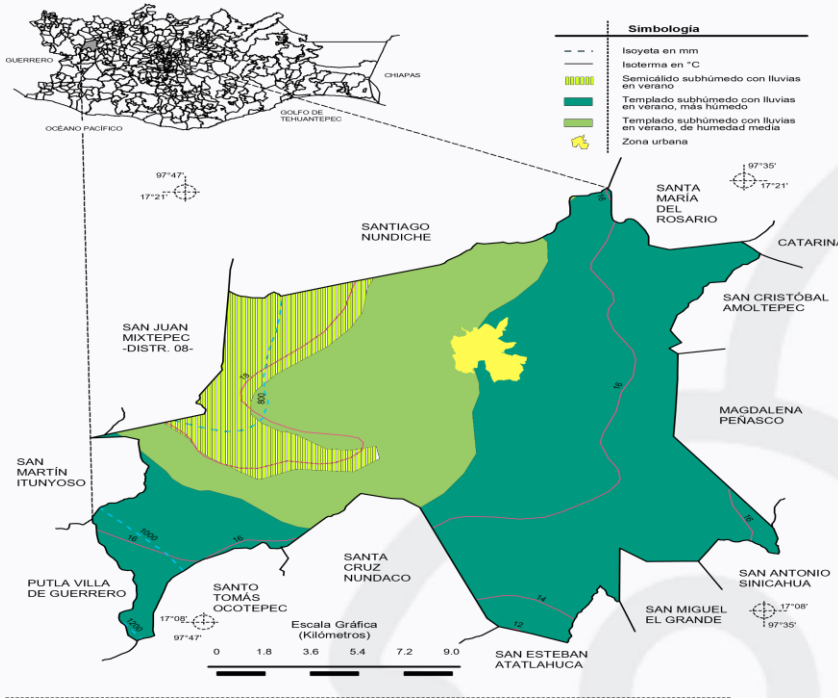 Simbología
Isoyeta en mm
Isoterma en °C
Semicálido subhúmedo con lluvias
en verano
Templado subhúmedo con lluvias
en verano, más húmedo
Templado subhúmedo con lluvias
en verano, de humedad media
Zona urbana
GUERRERO
CHIAPAS
GOLFO DE
TEHUANTEPEC
OCÉANO PACÍFICO
97°47'
17°21'
97°35'
17°21'
SANTA
MARÍA
DEL
ROSARIO
16
SANTIAGO
NUNDICHE
CATARINA
SAN CRISTÓBAL
AMOLTEPEC
SAN JUAN
MIXTEPEC
-DISTR. 08-
18
800
16
MAGDALENA
PEÑASCO
SAN
MARTÍN
ITUNYOSO
1000
16
16
16
SANTA
CRUZ
NUNDACO
SAN ANTONIO
SINICAHUA
PUTLA VILLA
DE GUERRERO
SANTO
TOMÁS
OCOTEPEC
14
12
SAN MIGUEL
EL GRANDE
17°08'
97°35'
1200
17°08'
97°47'
Escala Gráfica
(Kilómetros)
SAN ESTEBAN
ATATLAHUCA
0 1.8 3.6 5.4 7.2 9.0